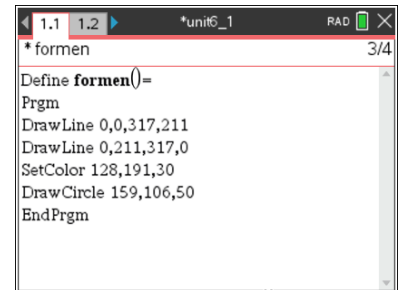 1.1 1.2 *unit6_1 RAD
* formen 3/4
Define formen()=
Prgm
DrawLine 0,0,317,211
DrawLine 0,211,317,0
SetColor 128,191,30
DrawCircle 159,106,50
EndPrgm